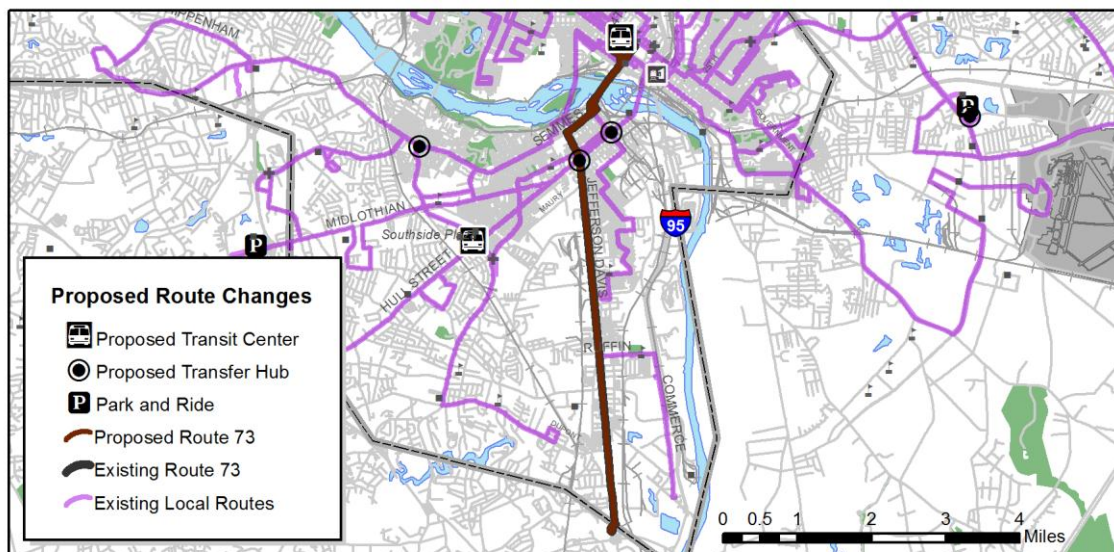 CHIPPENHAM
SEMMES
MIDLOTHIAN
MAURY
JEFFERSON DAVIS
95
Southside Pl
HULL STREET
RUFFIN
COMMERCE
P
P
Proposed Route Changes
Proposed Transit Center
Proposed Transfer Hub
P Park and Ride
Proposed Route 73
Existing Route 73
Existing Local Routes
0 0.5 1 2 3 4
Miles